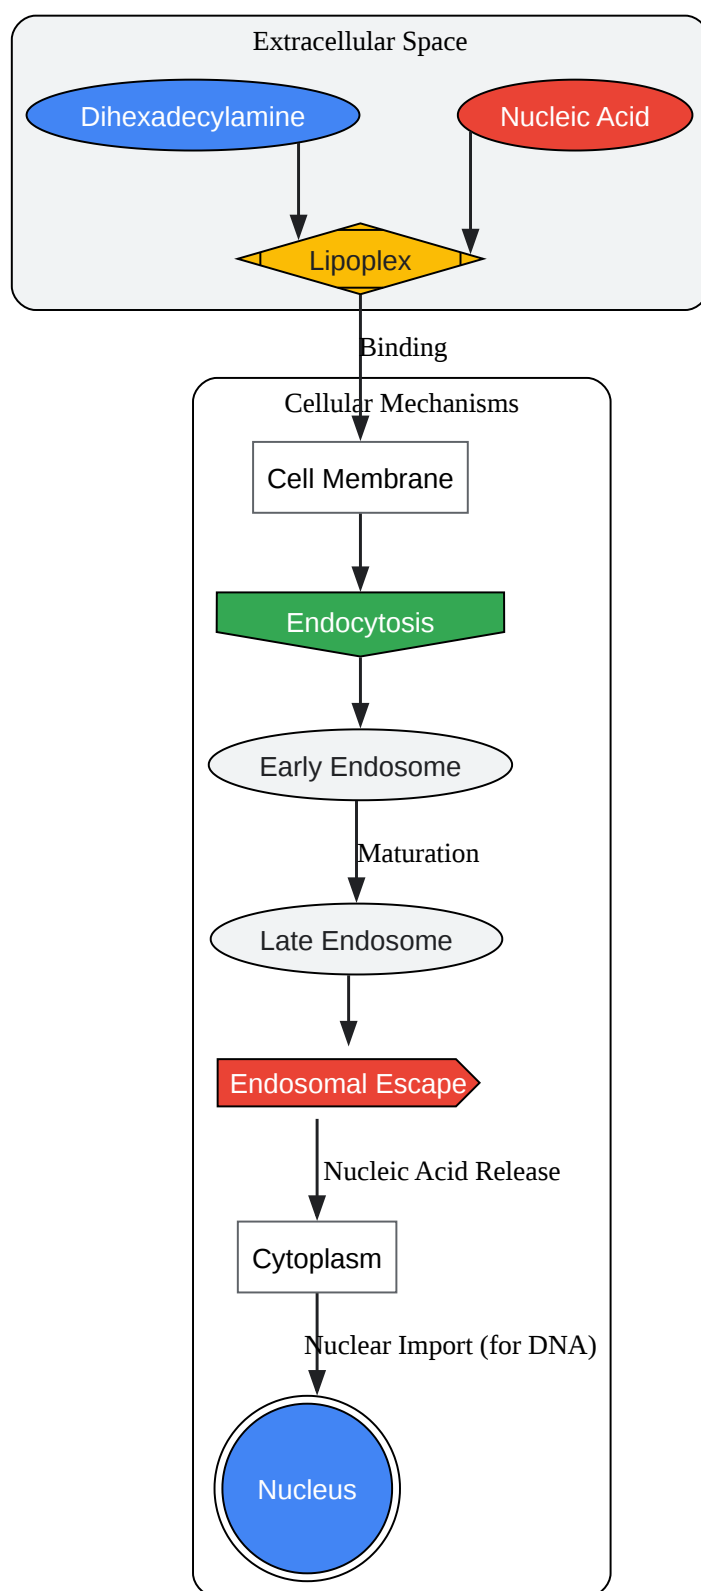 Extracellular Space
Dihexadecylamine
Nucleic Acid
Lipoplex
Binding
Cellular Mechanisms
Cell Membrane
Endocytosis
Early Endosome
Maturation
Late Endosome
Endosomal Escape
Nucleic Acid Release
Cytoplasm
Nuclear Import (for DNA)
Nucleus